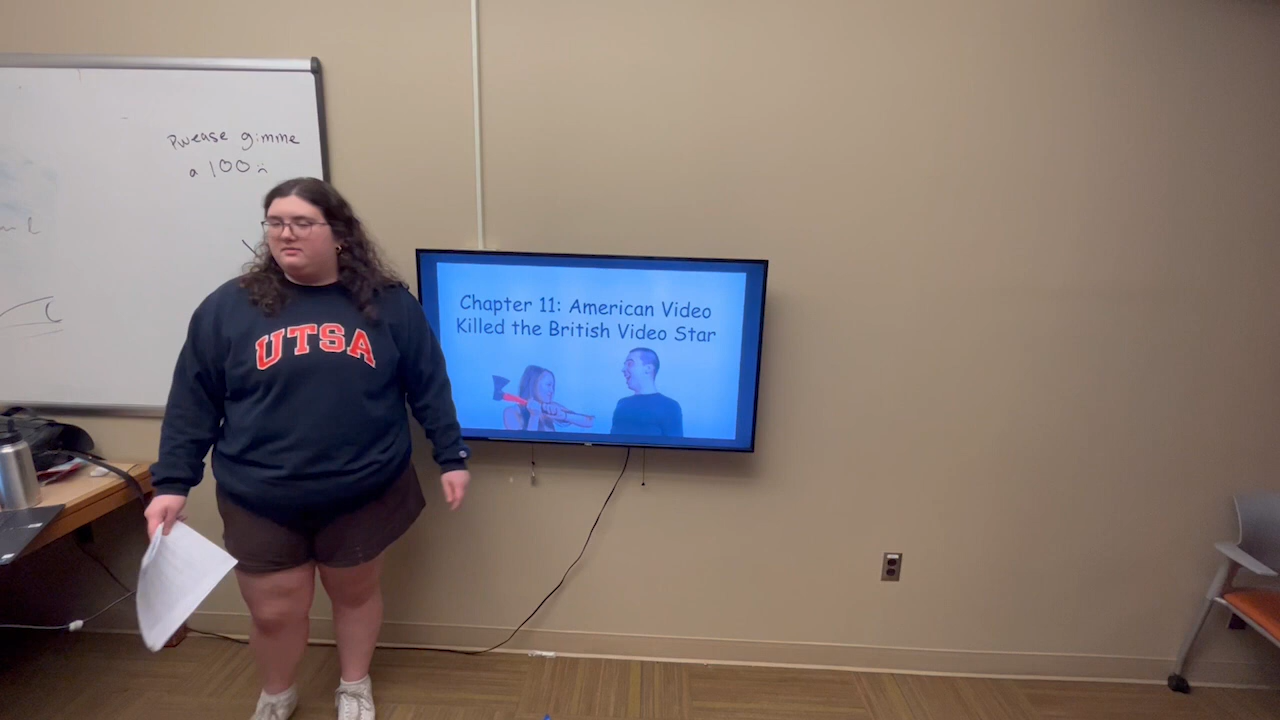 Pwease gimme
a 100 :(
UTSA
Chapter 11: American Video
Killed the British Video Star